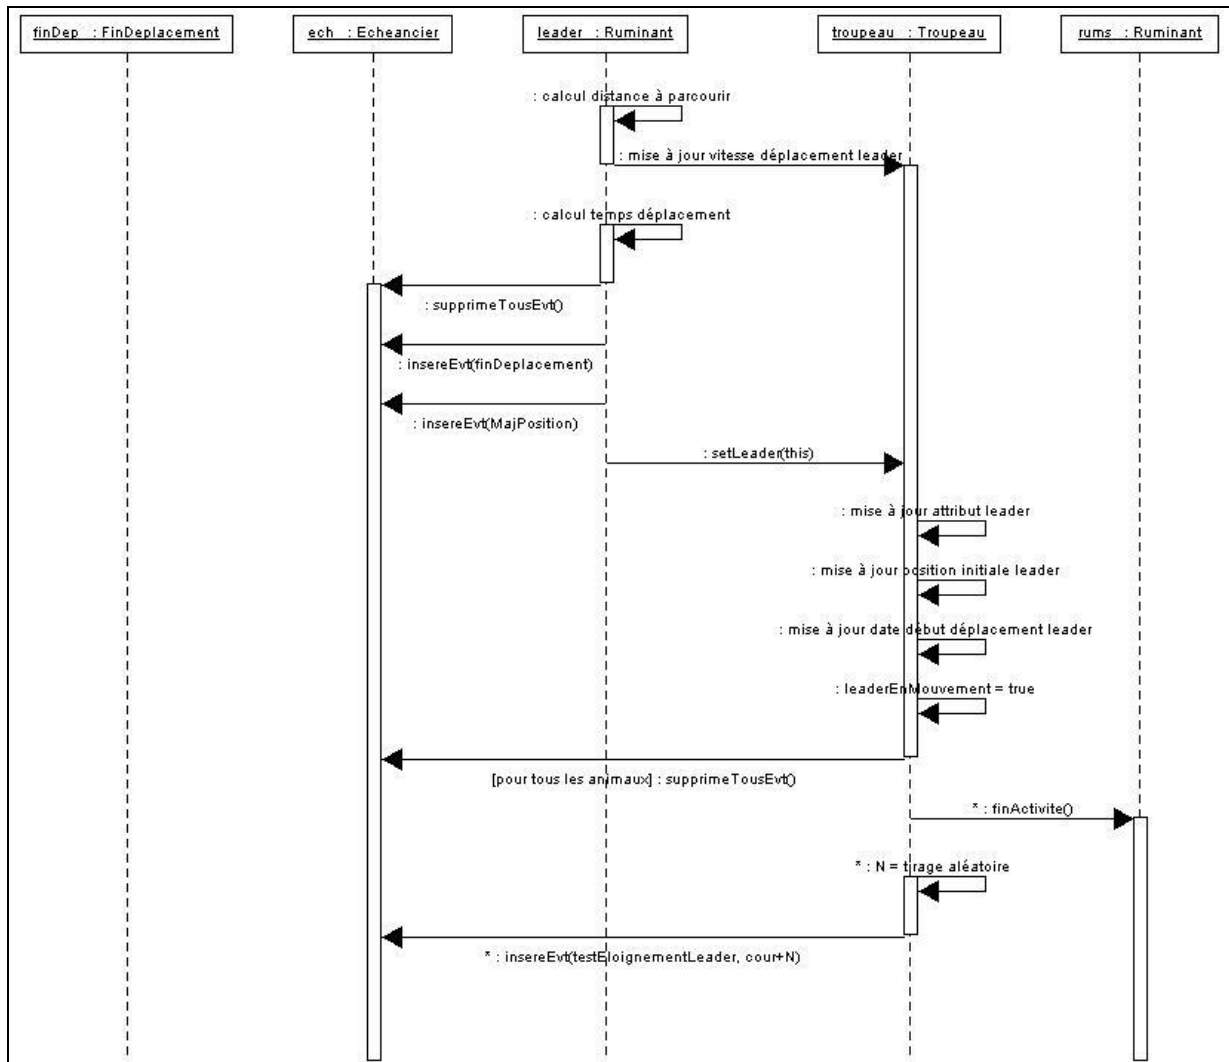 finDep : FinDeplacement
ech : Echeancier
leader : Ruminant
troupeau : Troupeau
rums : Ruminant
: calcul distance à parcourir
: mise à jour vitesse déplacement leader
: calcul temps déplacement
: supprimeTousEvt()
: insereEvt(finDeplacement)
: insereEvt(MajPosition)
: setLeader(this)
: mise à jour attribut leader
: mise à jour position initiale leader
: mise à jour date début déplacement leader
: leaderEnMouvement = true
[pour tous les animaux] : supprimeTousEvt()
* : finActivite()
* : N = tirage aléatoire
* : insereEvt(testEloignementLeader, cour+N)